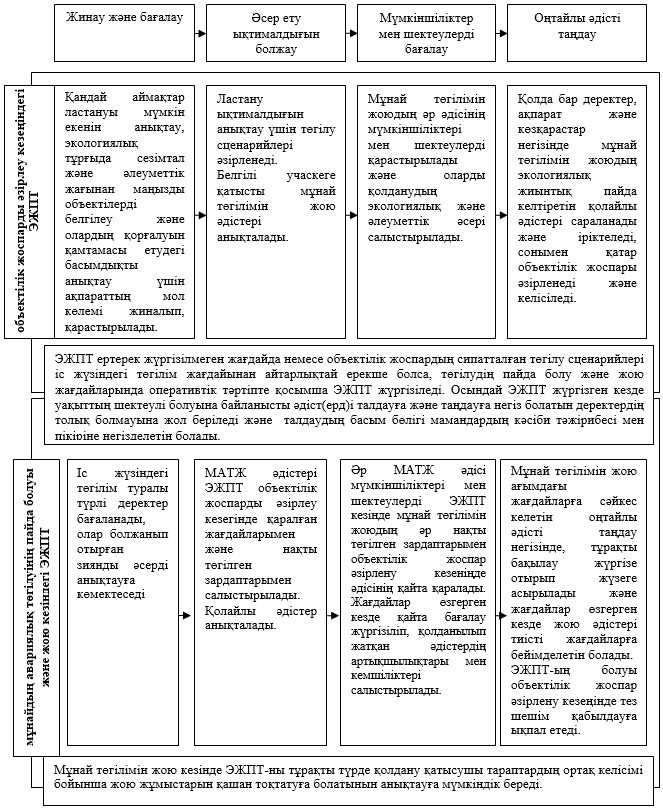 Жинау және бағалау
Әсер ету
ықтималдығын
болжау
Мүмкіншіліктер
мен шектеулерді
бағалау
Оңтайлы әдісті
таңдау
объектілік жоспарды әзірлеу кезеңіндегі
ЭЖПТ
Қандай аймақтар
ластануы мүмкін
екенін анықтау,
экологиялық
тұрғыда сезімтал
және әлеуметтік
жағынан маңызды
объектілерді
белгілеу және
олардың қорғалуын
қамтамасы етудегі
басымдықты
анықтау үшін
ақпараттың мол
көлемі жиналып,
қарастырылады.
Ластану
ықтималдығын
анықтау үшін төгілу
сценарийлері
әзірленеді.
Белгілі учаскеге
қатысты мұнай
төгілімін жою
әдістері
анықталады.
Мұнай төгілімін
жоюдың әр әдісінің
мүмкіншіліктері
мен шектеулері
қарастырылады
және оларды
қолданудың
экологиялық және
әлеуметтік әсері
салыстырылады.
Қолда бар деректер,
ақпарат және
көзқарастар
негізінде мұнай
төгілімін жоюдың
экологиялық
жиынтық пайда
келтіретін қолайлы
әдістері сараланады
және іріктеледі,
сонымен қатар
объектілік жоспары
әзірленеді және
келісіледі.
ЭЖПТ ертерек жүргізілмеген жағдайда немесе объектілік жоспардың сипатталған төгілу сценарийлері
іс жүзіндегі төгілім жағдайынан айтарлықтай ерекше болса, төгілудің пайда болу және жою
жағдайларында оперативтік тәртіпте қосымша ЭЖПТ жүргізіледі. Осындай ЭЖПТ жүргізген кезде
уақыттың шектеулі болуына байланысты әдіст(ерд)і талдауға және таңдауға негіз болатын деректердің
толық болмауына жол беріледі және талдаудың басым бөлігі мамандардың кәсіби тәжірибесі мен
пікіріне негізделетін болады.
мұнайдың авариялық төгілуінің пайда болуы
және жою кезіндегі ЭЖПТ
Іс жүзіндегі
төгілім туралы
түрлі деректер
бағаланады,
олар болжанып
отырған
зиянды әсерді
анықтауға
көмектеседі
МАТЖ әдістері
ЭЖПТ объектілік
жоспарды әзірлеу
кесегінде қаралған
жағдайларымен
және нақты
төгілген
зардаптарымен
салыстырылады.
Қолайлы әдістер
анықталады.
Әр МАТЖ әдісі
мүмкіншіліктері мен
шектеулерді ЭЖПТ
кезінде мұнай төгілімін
жоюдың әр нақты
төгілген зардаптарымен
объектілік жоспар
әзірлену кезеніңде
әдісінің қайта қаралады.
Жағдайлар өзгерген
кезде қайта бағалау
жүргізіліп, қолданылып
жатқан әдістердің
артықшылықтары мен
кемшіліктері
салыстырылады.
Мұнай төгілімін жою
ағымдағы
жағдайларға сәйкес
келетін оңтайлы
әдісті таңдау
негізінде, тұрақты
бақылау жүргізе
отырып жүзеге
асырылады және
жағдайлар өзгерген
кезде жою әдістері
тиісті жағдайларға
бейімделетін болады.
ЭЖПТ-ың болуы
объектілік жоспар
әзірлену кезеңінде тез
шешім қабылдауға
ықпал етеді.
Мұнай төгілімін жою кезінде ЭЖПТ-ны тұрақты түрде қолдану қатысушы тараптардың ортақ келісімі
бойынша жою жұмыстарын қашан тоқтатуға болатынын анықтауға мүмкіндік береді.